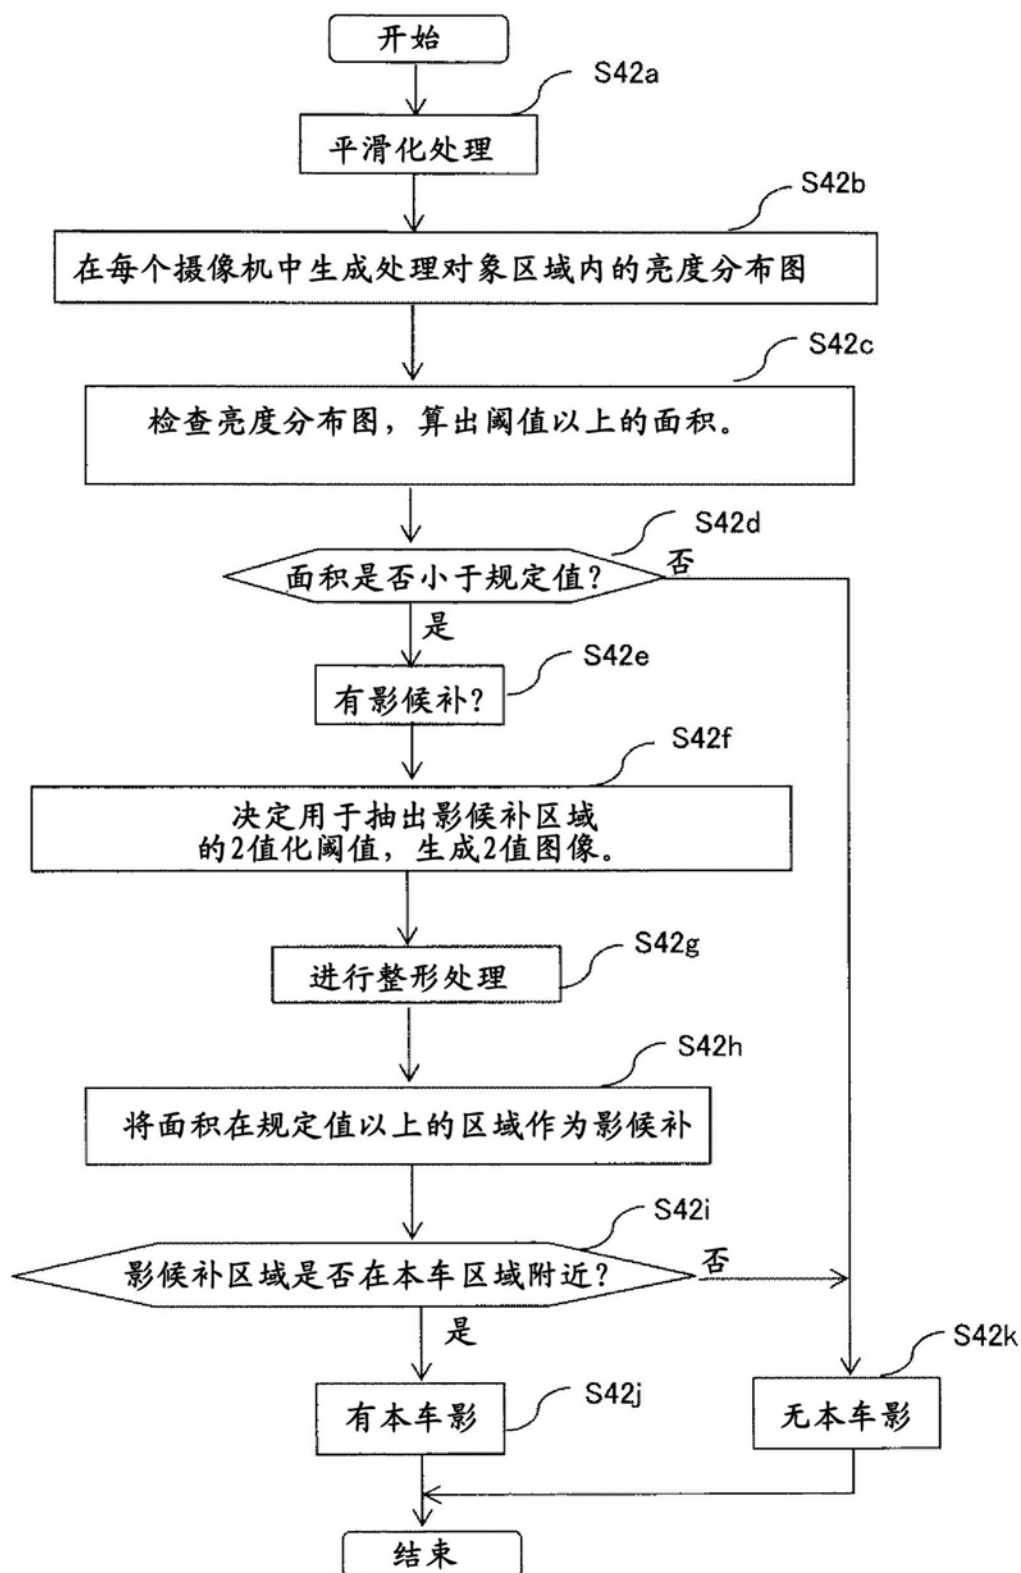 开始
S42a
平滑化处理
S42b
在每个摄像机中生成处理对象区域内的亮度分布图
S42c
检查亮度分布图，算出阈值以上的面积。
S42d
面积是否小于规定值？
否
是
S42e
有影候补？
S42f
决定用于抽出影候补区域
的2值化阈值，生成2值图像。
S42g
进行整形处理
S42h
将面积在规定值以上的区域作为影候补
S42i
影候补区域是否在本车区域附近？
否
是
S42k
S42j
有本车影
无本车影
结束